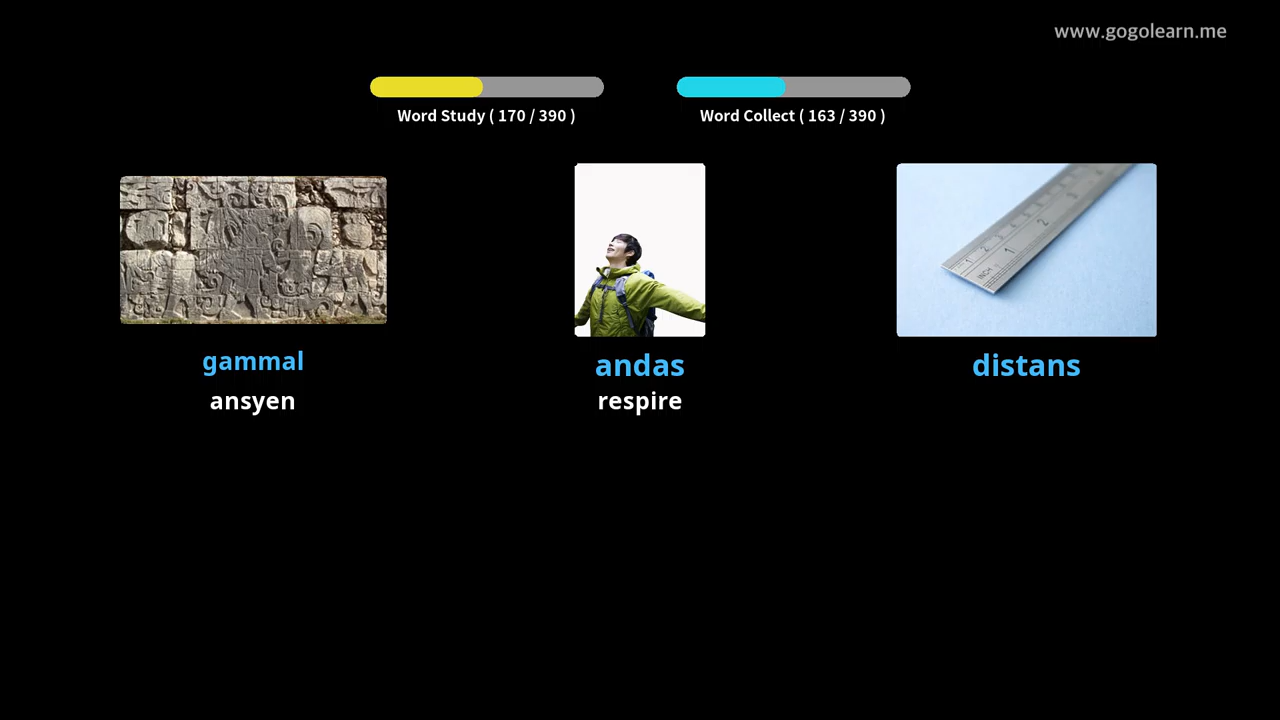 www.gogolearn.me
Word Study ( 170 / 390 )
Word Collect ( 163 / 390 )
gammal
ansyen
andas
respire
distans